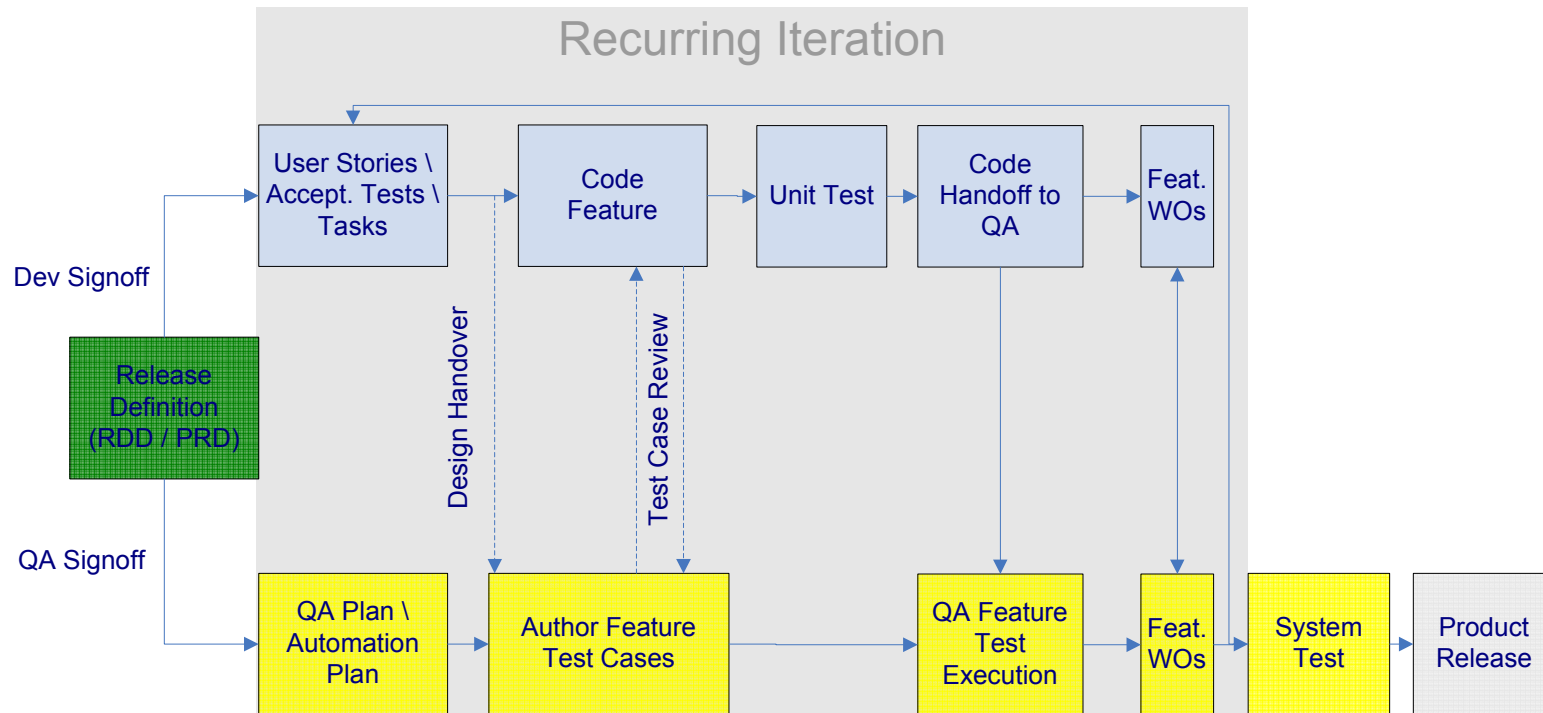 Recurring Iteration
User Stories \
Accept. Tests \
Tasks
Code
Feature
Unit Test
Code
Handoff to
QA
Feat.
WOs
Dev Signoff
Release
Definition
(RDD / PRD)
Design Handover
Test Case Review
QA Signoff
QA Plan \
Automation
Plan
Author Feature
Test Cases
QA Feature
Test
Execution
Feat.
WOs
System
Test
Product
Release